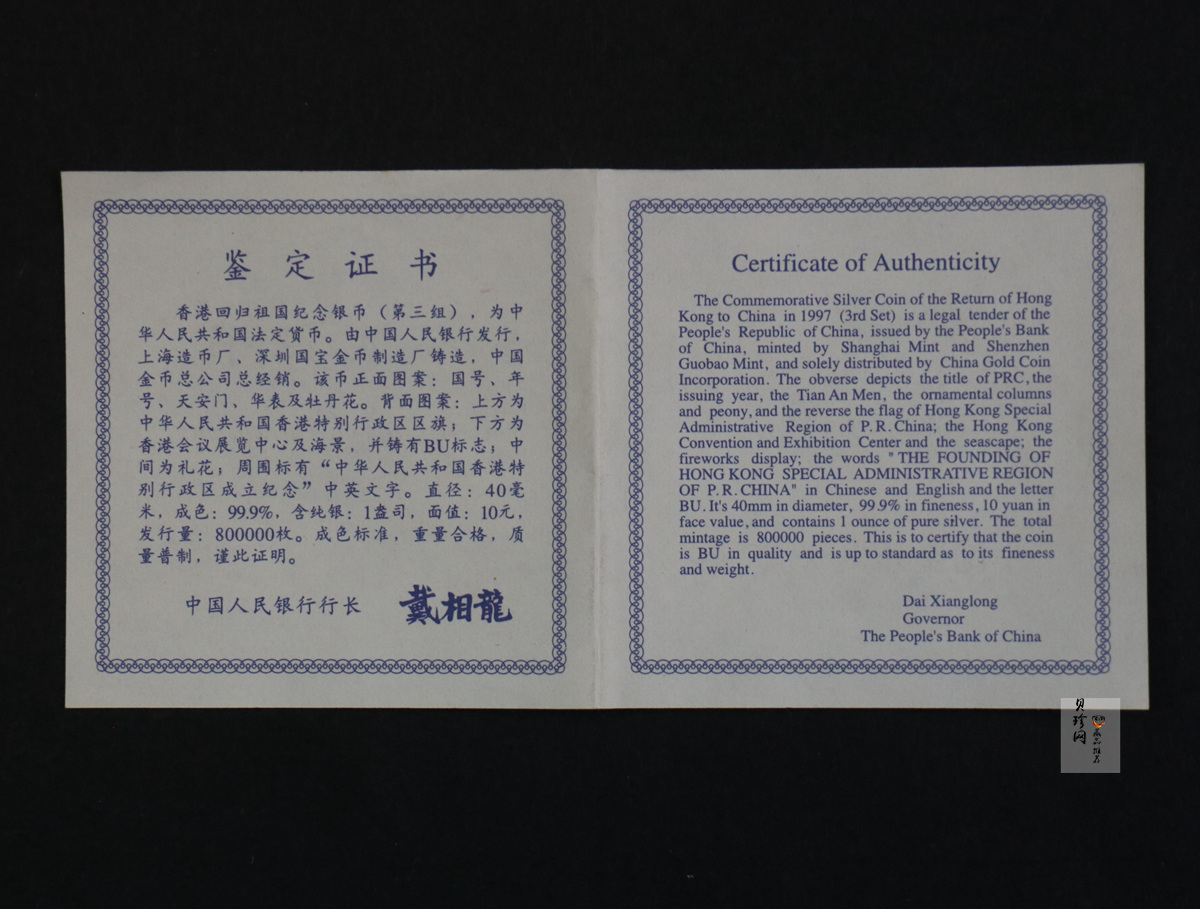 鉴定证书
香港回归祖国纪念银币（第三组），为中
华人民共和国法定货币。由中国人民银行发行，
上海造币厂、深圳国宝金币制造厂铸造，中国
金币总公司总经销。该币正面图案：国号、年
号、天安门、华表及牡丹花。背面图案：上方为
中华人民共和国香港特别行政区区旗；下方为
香港会议展览中心及海景，并铸有BU标志；中
间为礼花；周围标有“中华人民共和国香港特
别行政区成立纪念”中英文字。直径：40毫
米，成色：99.9%，含纯银：1盎司，面值：10元，
发行量：800000枚。成色标准，重量合格，质
量普制，谨此证明。
中国人民银行行长 戴相龍
Certificate of Authenticity
The Commemorative Silver Coin of the Return of Hong
Kong to China in 1997 (3rd Set) is a legal tender of the
People's Republic of China, issued by the People's Bank
of China, minted by Shanghai Mint and Shenzhen
Guobao Mint, and solely distributed by China Gold Coin
Incorporation. The obverse depicts the title of PRC, the
issuing year, the Tian An Men, the ornamental columns
and peony, and the reverse the flag of Hong Kong Special
Administrative Region of P.R.China; the Hong Kong
Convention and Exhibition Center and the seascape; the
fireworks display; the words " THE FOUNDING OF
HONG KONG SPECIAL ADMINISTRATIVE REGION
OF P.R.CHINA" in Chinese and English and the letter
BU. It's 40mm in diameter, 99.9% in fineness, 10 yuan in
face value, and contains 1 ounce of pure silver. The total
mintage is 800000 pieces. This is to certify that the coin
is BU in quality and is up to standard as to its fineness
and weight.
Dai Xianglong
Governor
The People's Bank of China
贝珍网
品推荐